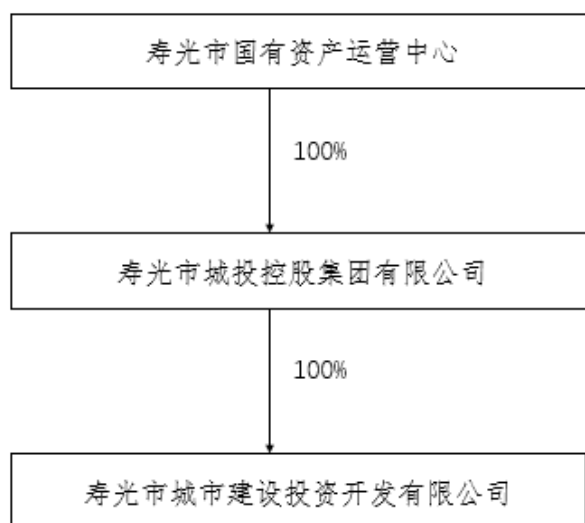 寿光市国有资产运营中心
100%
寿光市城投控股集团有限公司
100%
寿光市城市建设投资开发有限公司